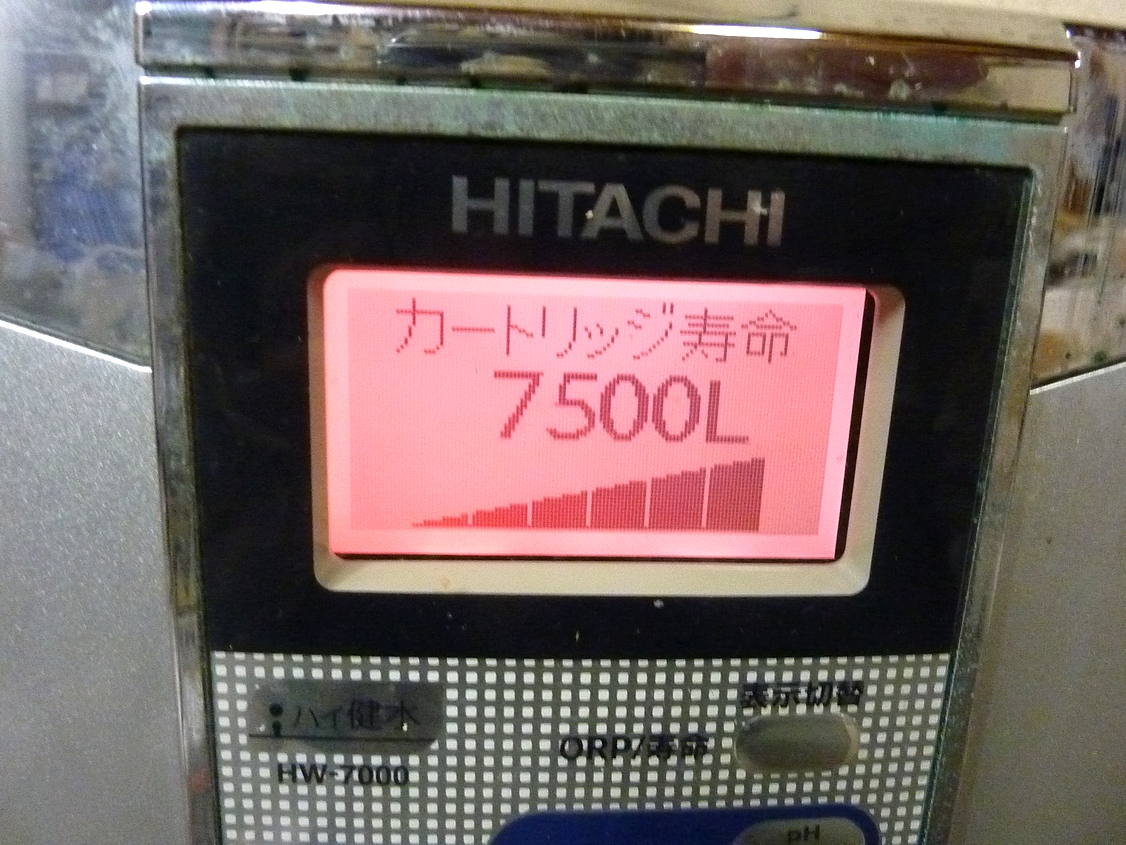 HITACHI
カートリッジ寿命
7500L
ハイ健水
HW-7000
表示切替
ORP/寿命
pH